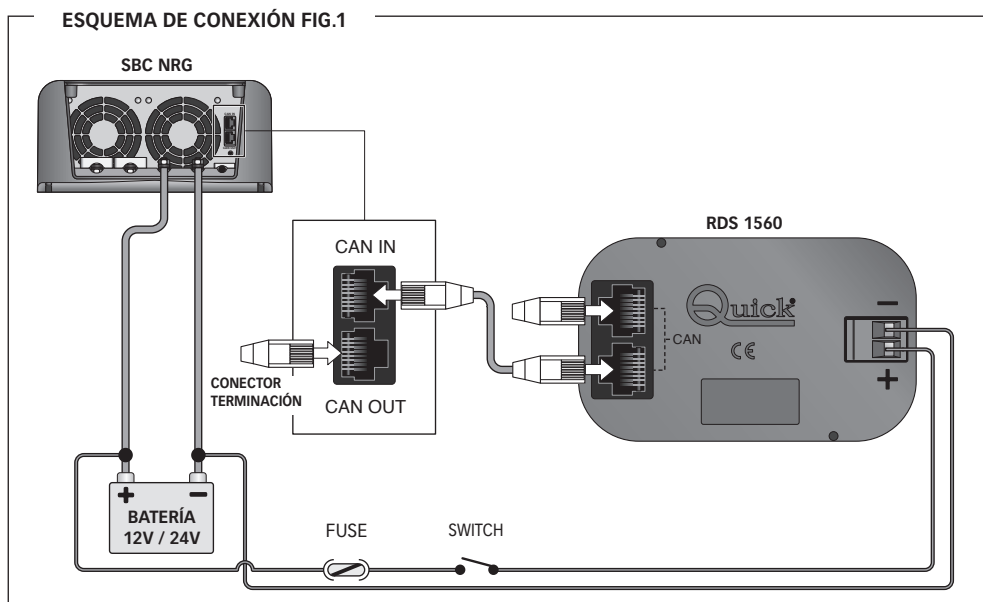 ESQUEMA DE CONEXIÓN FIG.1
SBC NRG
CAN IN
CONECTOR
TERMINACIÓN
CAN OUT
RDS 1560
Quick®
CAN
CE
−
+
+ −
BATERÍA
12V / 24V
FUSE
SWITCH